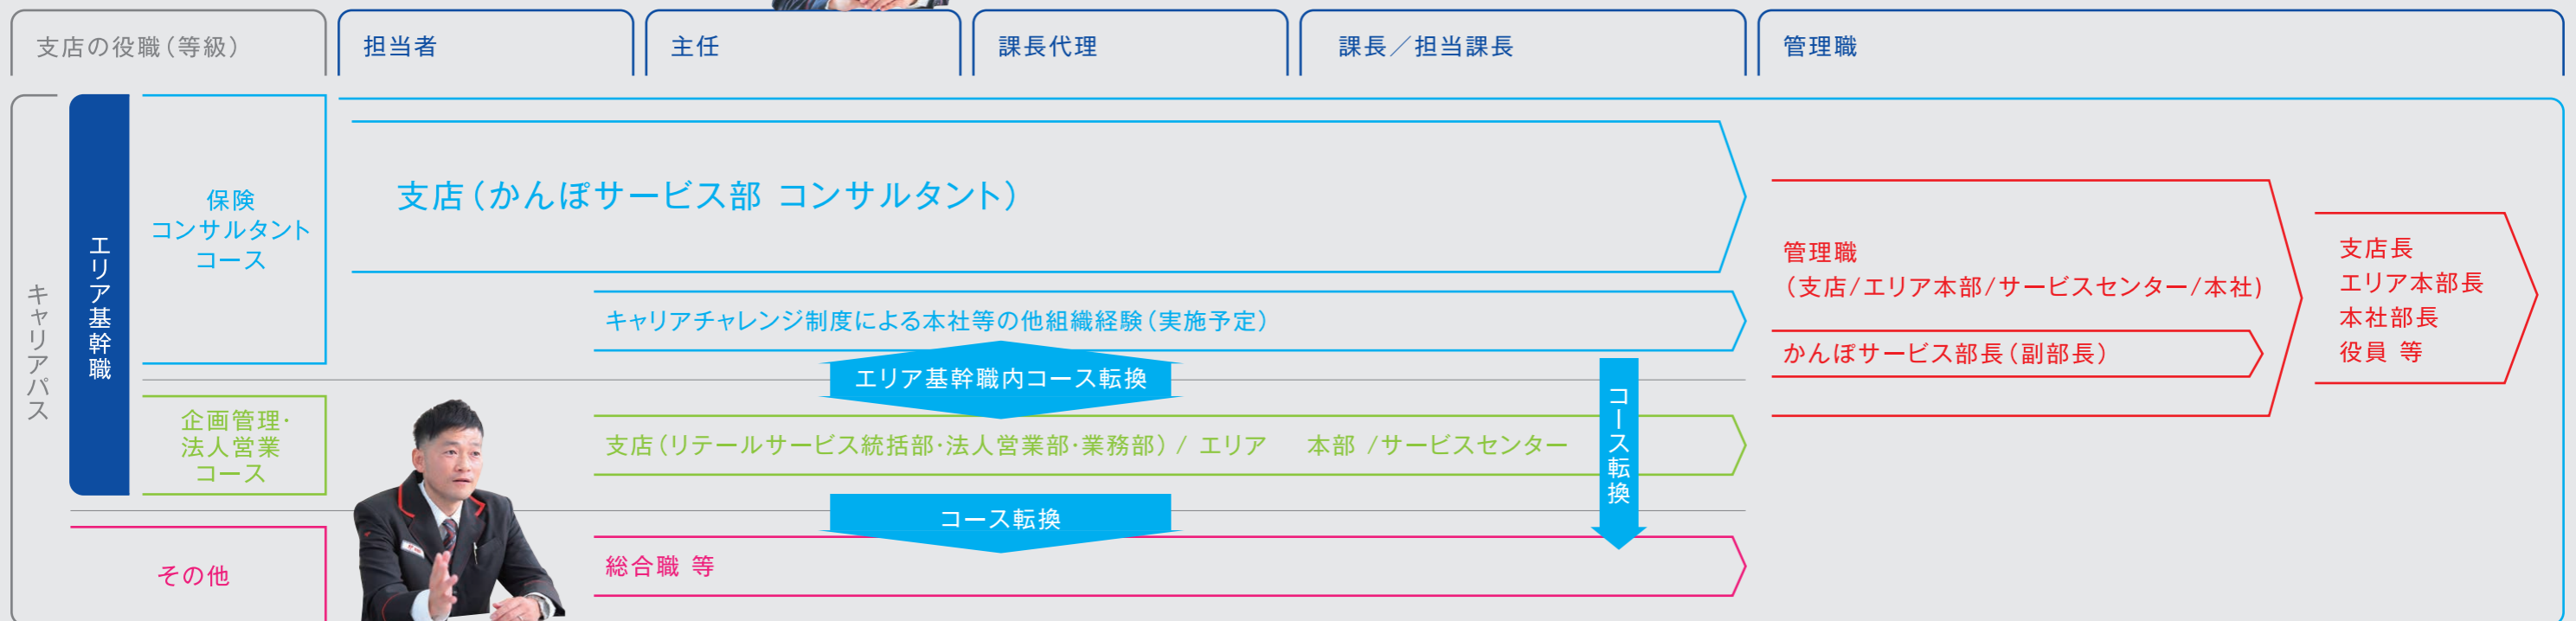 支店の役職（等級）
担当者
主任
課長代理
課長／担当課長
管理職
キャリアパス
エリア基幹職
保険
コンサルタント
コース
支店（かんぽサービス部 コンサルタント）
キャリアチャレンジ制度による本社等の他組織経験（実施予定）
エリア基幹職内コース転換
企画管理・
法人営業
コース
支店（リテールサービス統括部・法人営業部・業務部）/ エリア 本部 /サービスセンター
コース転換
コース転換
その他
総合職 等
管理職
（支店/エリア本部/サービスセンター/本社)
かんぽサービス部長（副部長）
支店長
エリア本部長
本社部長
役員 等